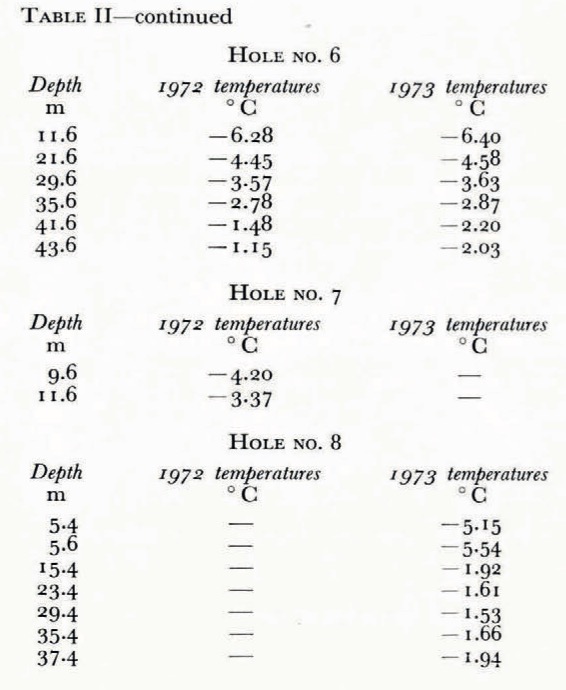 TABLE II—continued
HOLE NO. 6
Depth 1972 temperatures 1973 temperatures
m °C °C
11.6 −6.28 −6.40
21.6 −4.45 −4.58
29.6 −3.57 −3.63
35.6 −2.78 −2.87
41.6 −1.48 −2.20
43.6 −1.15 −2.03
HOLE NO. 7
Depth 1972 temperatures 1973 temperatures
m °C °C
9.6 −4.20 —
11.6 −3.37 —
HOLE NO. 8
Depth 1972 temperatures 1973 temperatures
m °C °C
5.4 — −5.15
5.6 — −5.54
15.4 — −1.92
23.4 — −1.61
29.4 — −1.53
35.4 — −1.66
37.4 — −1.94